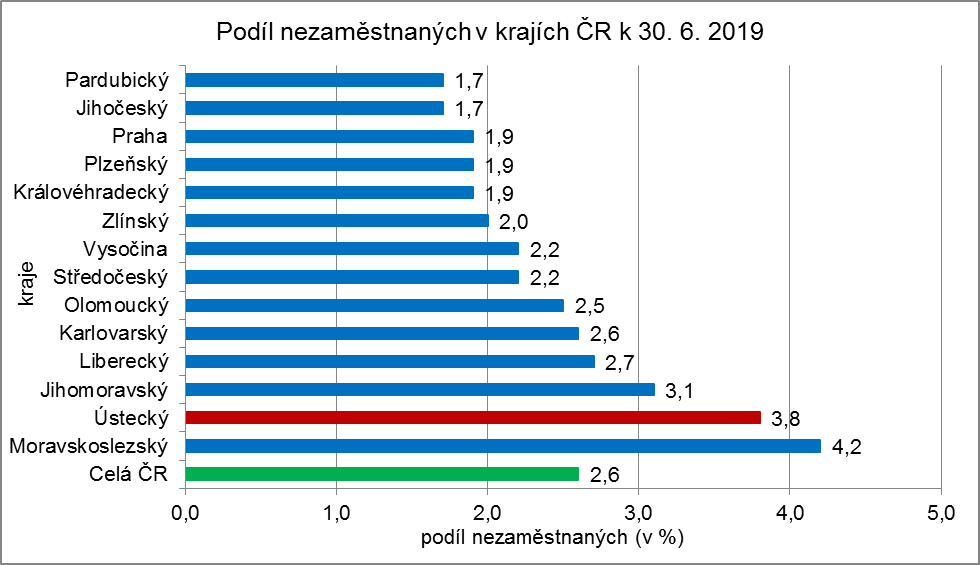 Podíl nezaměstnaných v krajích ČR k 30. 6. 2019
kraje
Pardubický 1,7
Jihočeský 1,7
Praha 1,9
Plzeňský 1,9
Královéhradecký 1,9
Zlínský 2,0
Vysočina 2,2
Středočeský 2,2
Olomoucký 2,5
Karlovarský 2,6
Liberecký 2,7
Jihomoravský 3,1
Ústecký 3,8
Moravskoslezský 4,2
Celá ČR 2,6
0,0 1,0 2,0 3,0 4,0 5,0
podíl nezaměstnaných (v %)